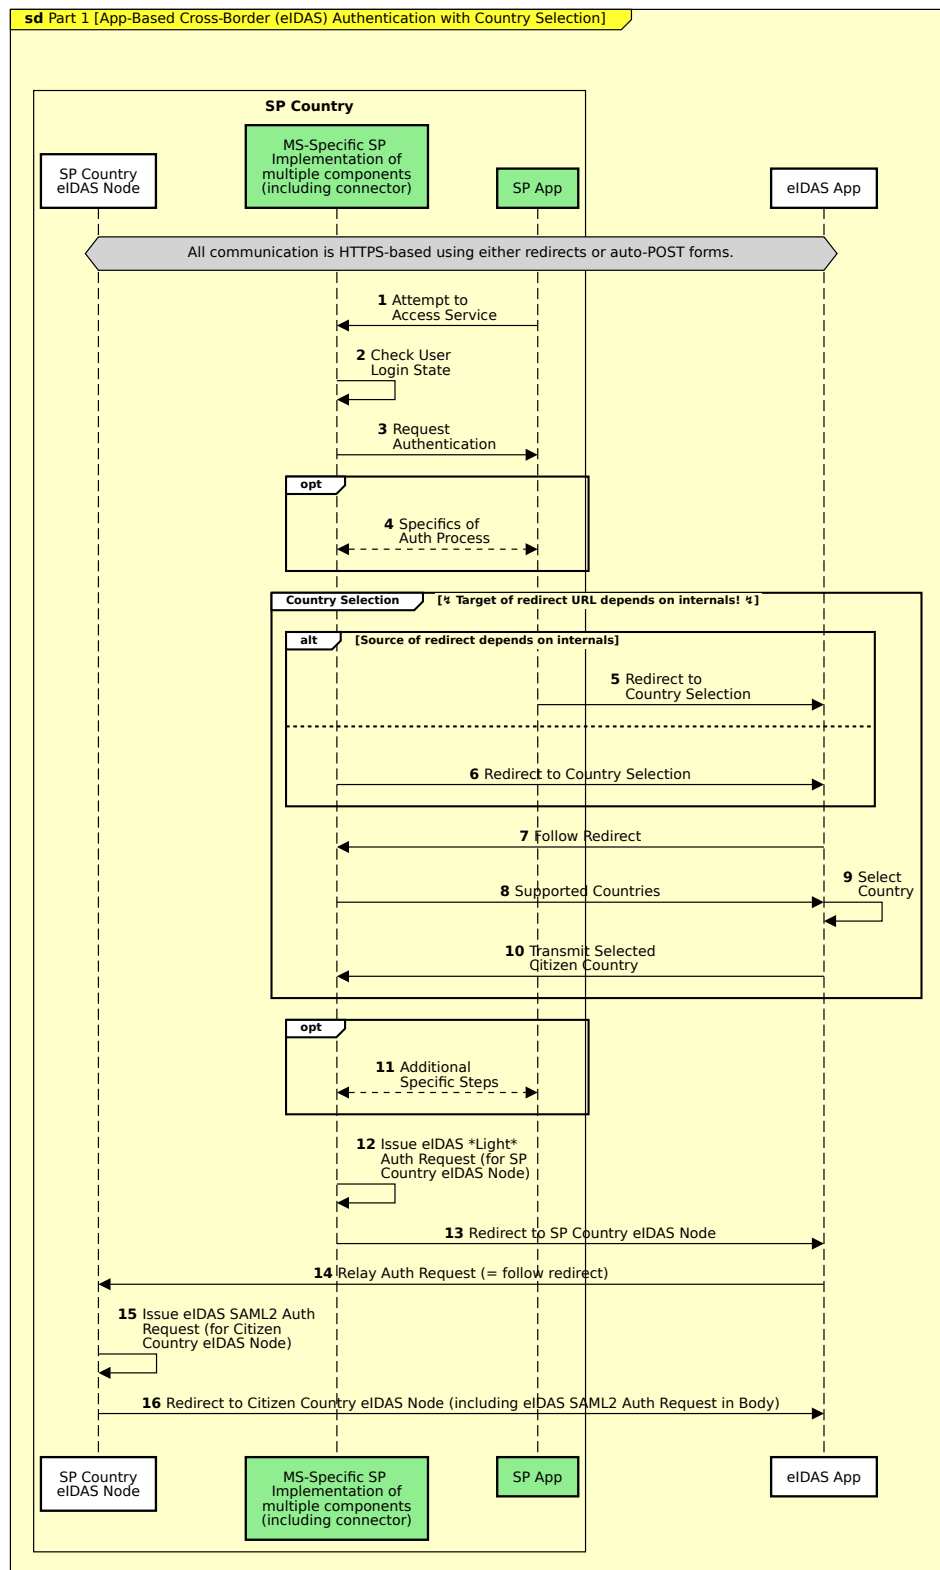 sd Part 1 [App-Based Cross-Border (eIDAS) Authentication with Country Selection]
SP Country
SP Country
eIDAS Node
MS-Specific SP
Implementation of
multiple components
(including connector)
SP App
eIDAS App
All communication is HTTPS-based using either redirects or auto-POST forms.
1 Attempt to
Access Service
2 Check User
Login State
3 Request
Authentication
opt
4 Specifics of
Auth Process
Country Selection [↯ Target of redirect URL depends on internals! ↯]
alt [Source of redirect depends on internals]
5 Redirect to
Country Selection
6 Redirect to Country Selection
7 Follow Redirect
8 Supported Countries
9 Select
Country
10 Transmit Selected
Citizen Country
opt
11 Additional
Specific Steps
12 Issue eIDAS *Light*
Auth Request (for SP
Country eIDAS Node)
13 Redirect to SP Country eIDAS Node
14 Relay Auth Request (= follow redirect)
15 Issue eIDAS SAML2 Auth
Request (for Citizen
Country eIDAS Node)
16 Redirect to Citizen Country eIDAS Node (including eIDAS SAML2 Auth Request in Body)
SP Country
eIDAS Node
MS-Specific SP
Implementation of
multiple components
(including connector)
SP App
eIDAS App